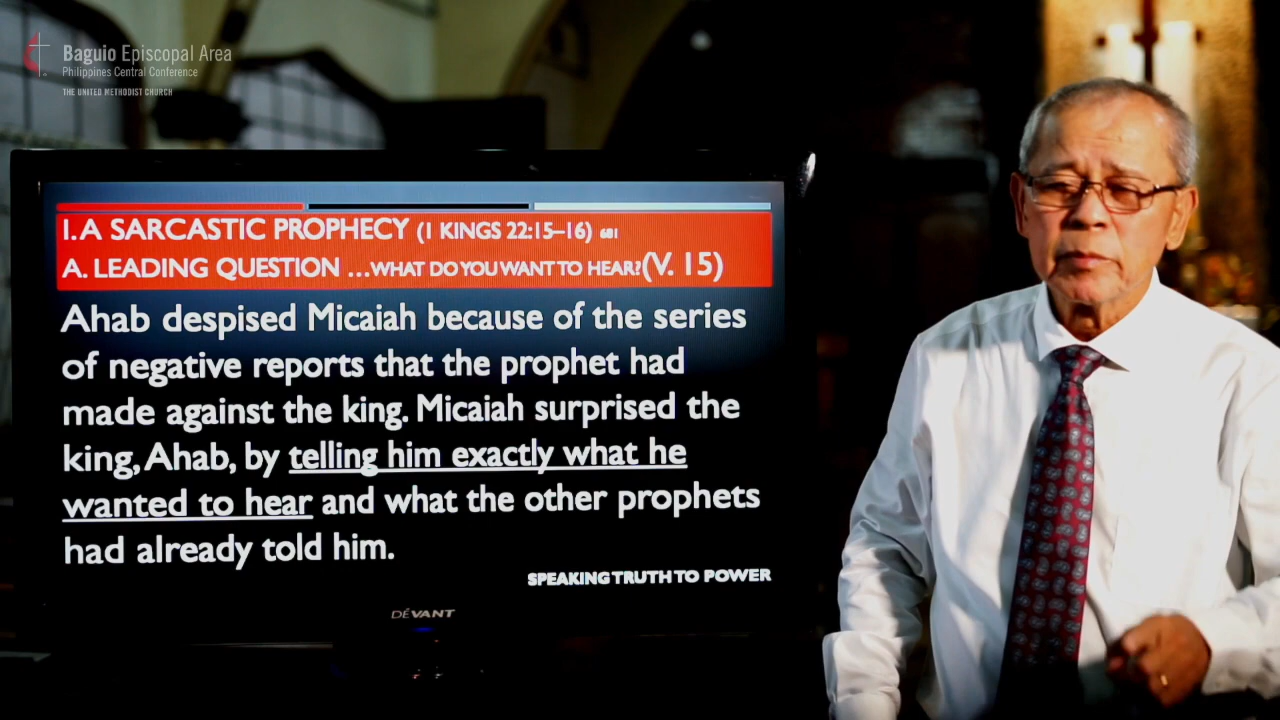 Baguio Episcopal Area
Philippines Central Conference
THE UNITED METHODIST CHURCH
I. A SARCASTIC PROPHECY (1 KINGS 22:15–16)
A. LEADING QUESTION ...WHAT DO YOU WANT TO HEAR?(V. 15)
Ahab despised Micaiah because of the series
of negative reports that the prophet had
made against the king. Micaiah surprised the
king, Ahab, by telling him exactly what he
wanted to hear and what the other prophets
had already told him.
SPEAKING TRUTH TO POWER
DEVANT